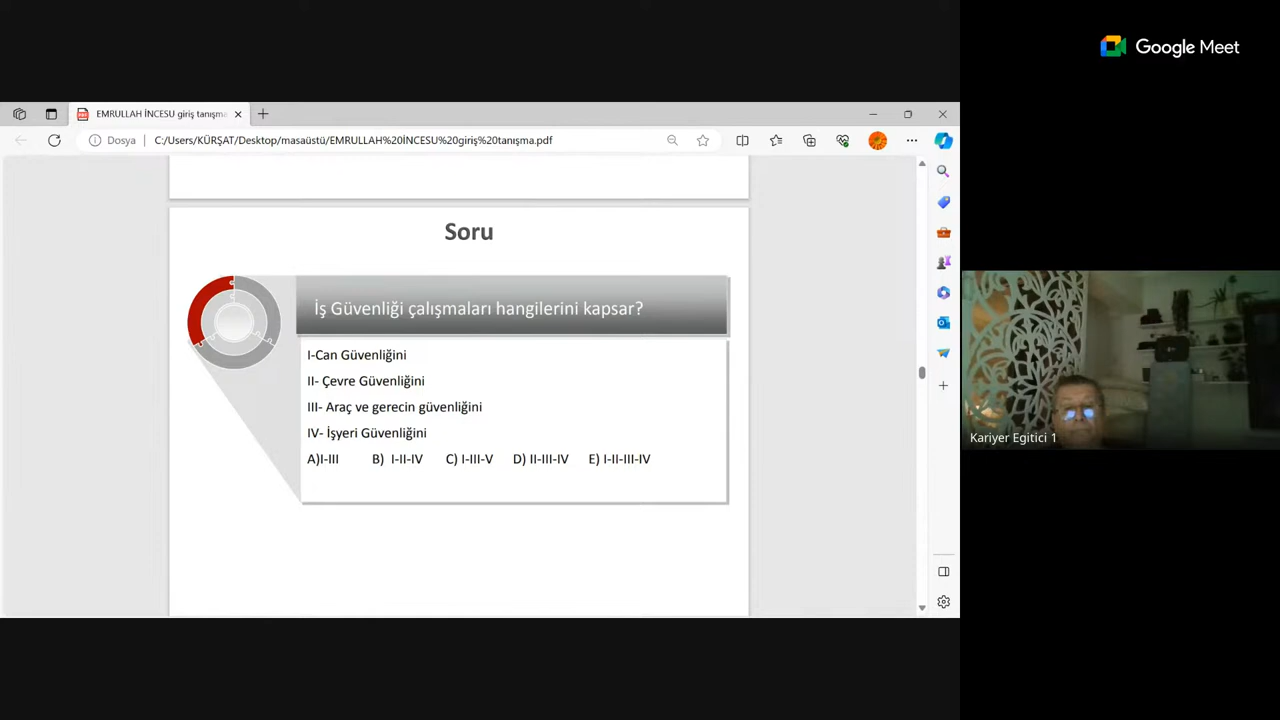 Google Meet
EMRULLAH İNCESU giriş tanışma
Dosya
C:/Users/KÜRŞAT/Desktop/masaüstü/EMRULLAH%20İNCESU%20giriş%20tanışma.pdf
Soru
İş Güvenliği çalışmaları hangilerini kapsar?
I-Can Güvenliğini
II- Çevre Güvenliğini
III- Araç ve gerecin güvenliğini
IV- İşyeri Güvenliğini
A)I-III B) I-II-IV C) I-III-V D) II-III-IV E) I-II-III-IV
Kariyer Egitici 1